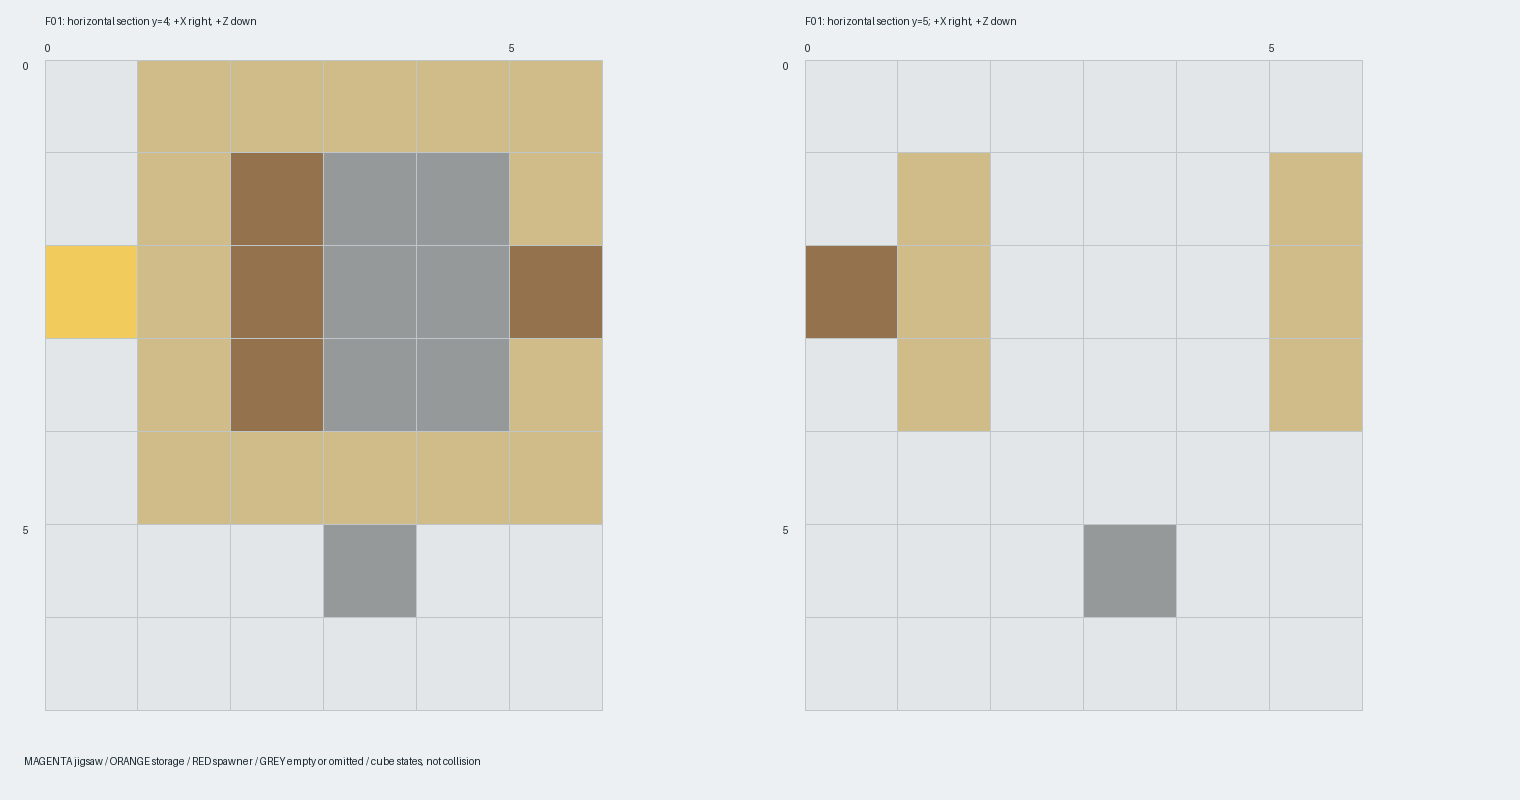 F01: horizontal section y=4; +X right, +Z down
0 5
0
5
F01: horizontal section y=5; +X right, +Z down
0 5
0
5
MAGENTA jigsaw / ORANGE storage / RED spawner / GREY empty or omitted / cube states, not collision